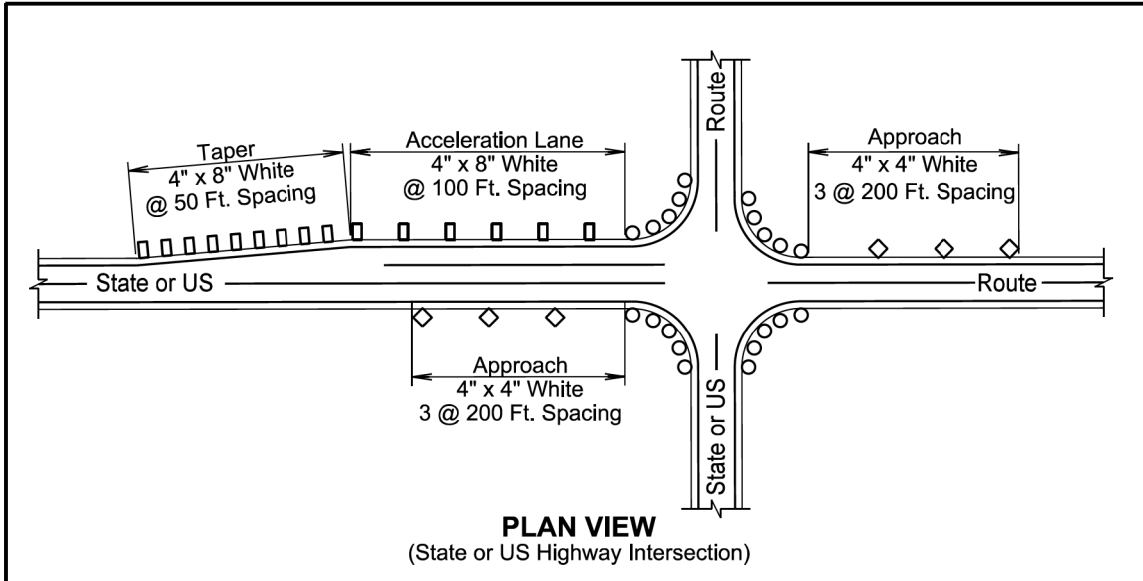 Route
Taper
4" x 8" White
@ 50 Ft. Spacing
Acceleration Lane
4" x 8" White
@ 100 Ft. Spacing
Approach
4" x 4" White
3 @ 200 Ft. Spacing
State or US
Route
Approach
4" x 4" White
3 @ 200 Ft. Spacing
State or US
PLAN VIEW
(State or US Highway Intersection)